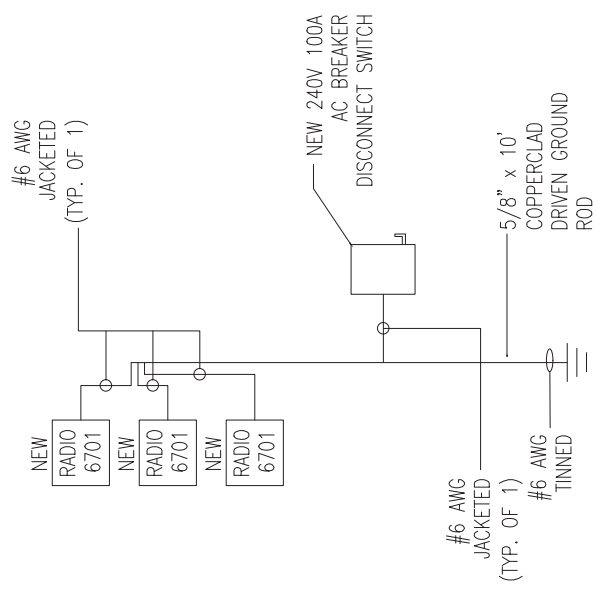 #6 AWG
JACKETED
(TYP. OF 1)
NEW
RADIO
6701
NEW
RADIO
6701
NEW
RADIO
6701
NEW 240V 100A
AC BREAKER
DISCONNECT SWITCH
5/8" x 10'
COPPERCLAD
DRIVEN GROUND
ROD
#6 AWG
JACKETED
(TYP. OF 1)
#6 AWG
TINNED